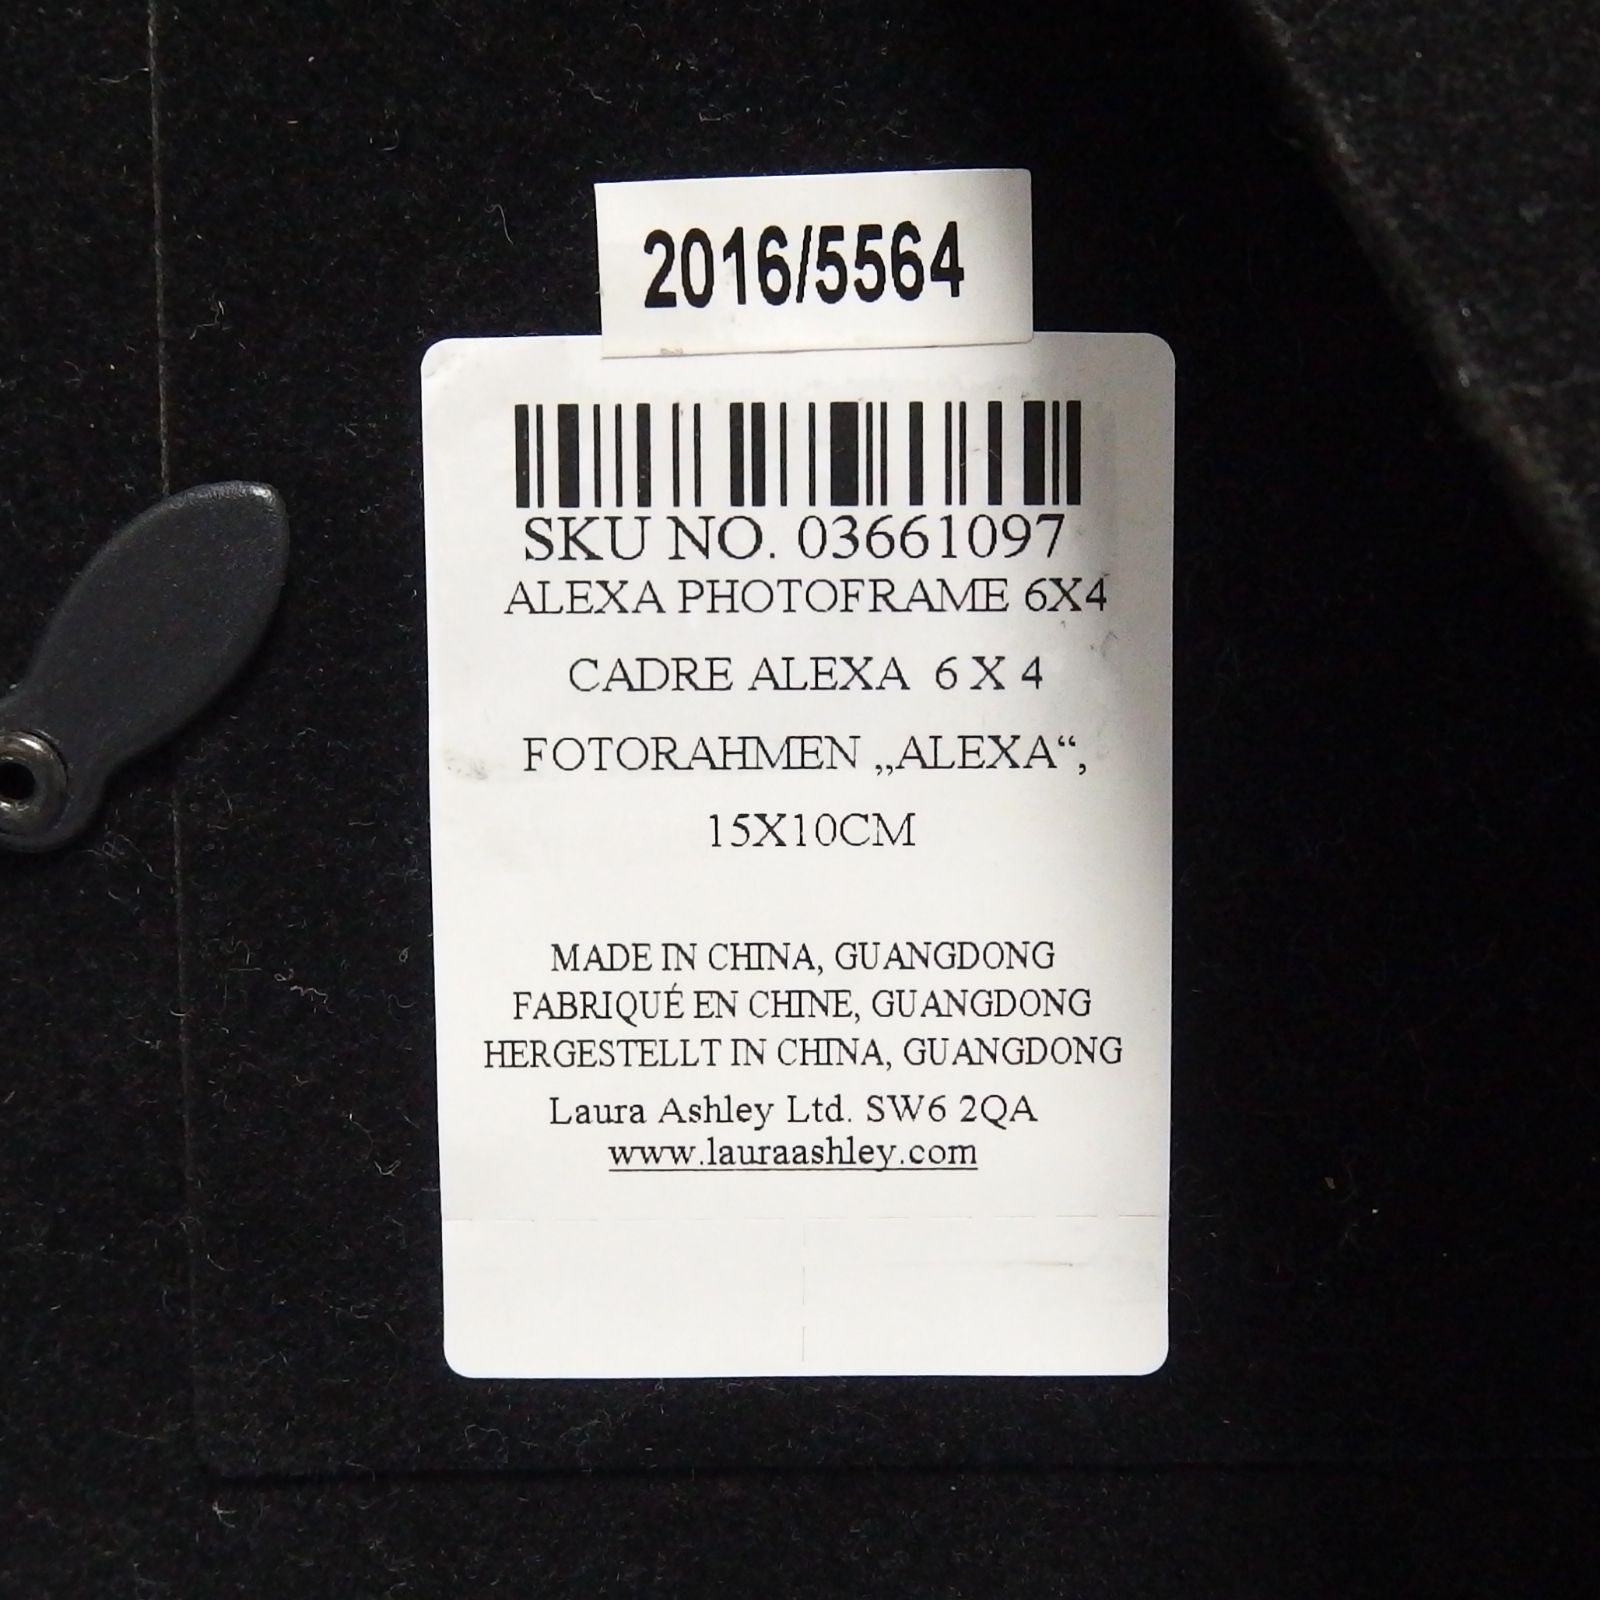 2016/5564
SKU NO. 03661097
ALEXA PHOTOFRAME 6X4
CADRE ALEXA 6 X 4
FOTORAHMEN „ALEXA“,
15X10CM
MADE IN CHINA, GUANGDONG
FABRIQUÉ EN CHINE, GUANGDONG
HERGESTELLT IN CHINA, GUANGDONG
Laura Ashley Ltd. SW6 2QA
www.lauraashley.com